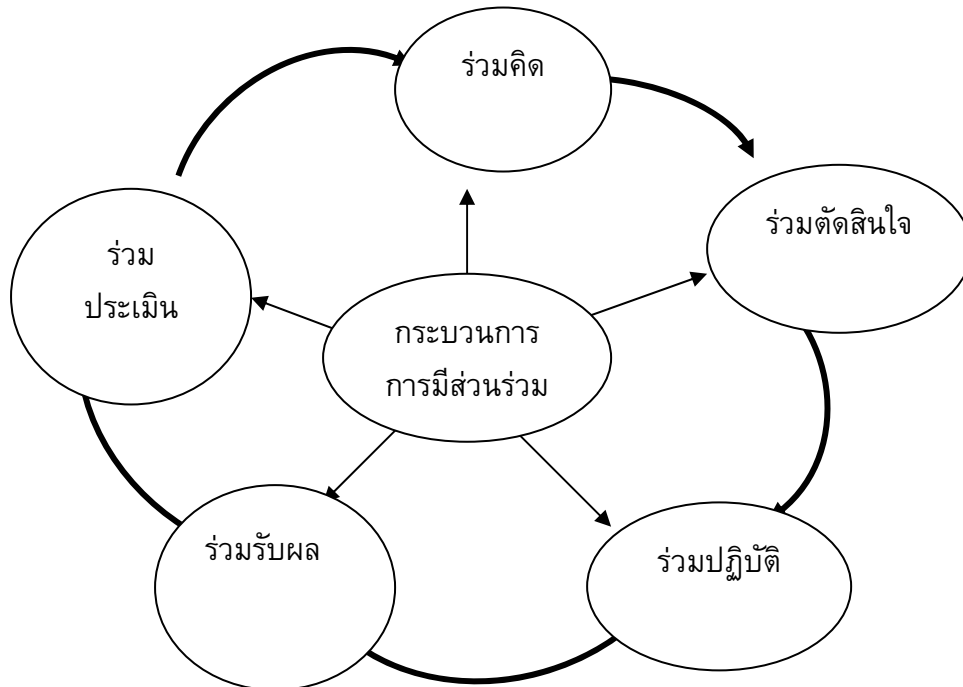 ร่วมคิด
ร่วมตัดสินใจ
ร่วม
ประเมิน
กระบวนการ
การมีส่วนร่วม
ร่วมรับผล
ร่วมปฏิบัติ